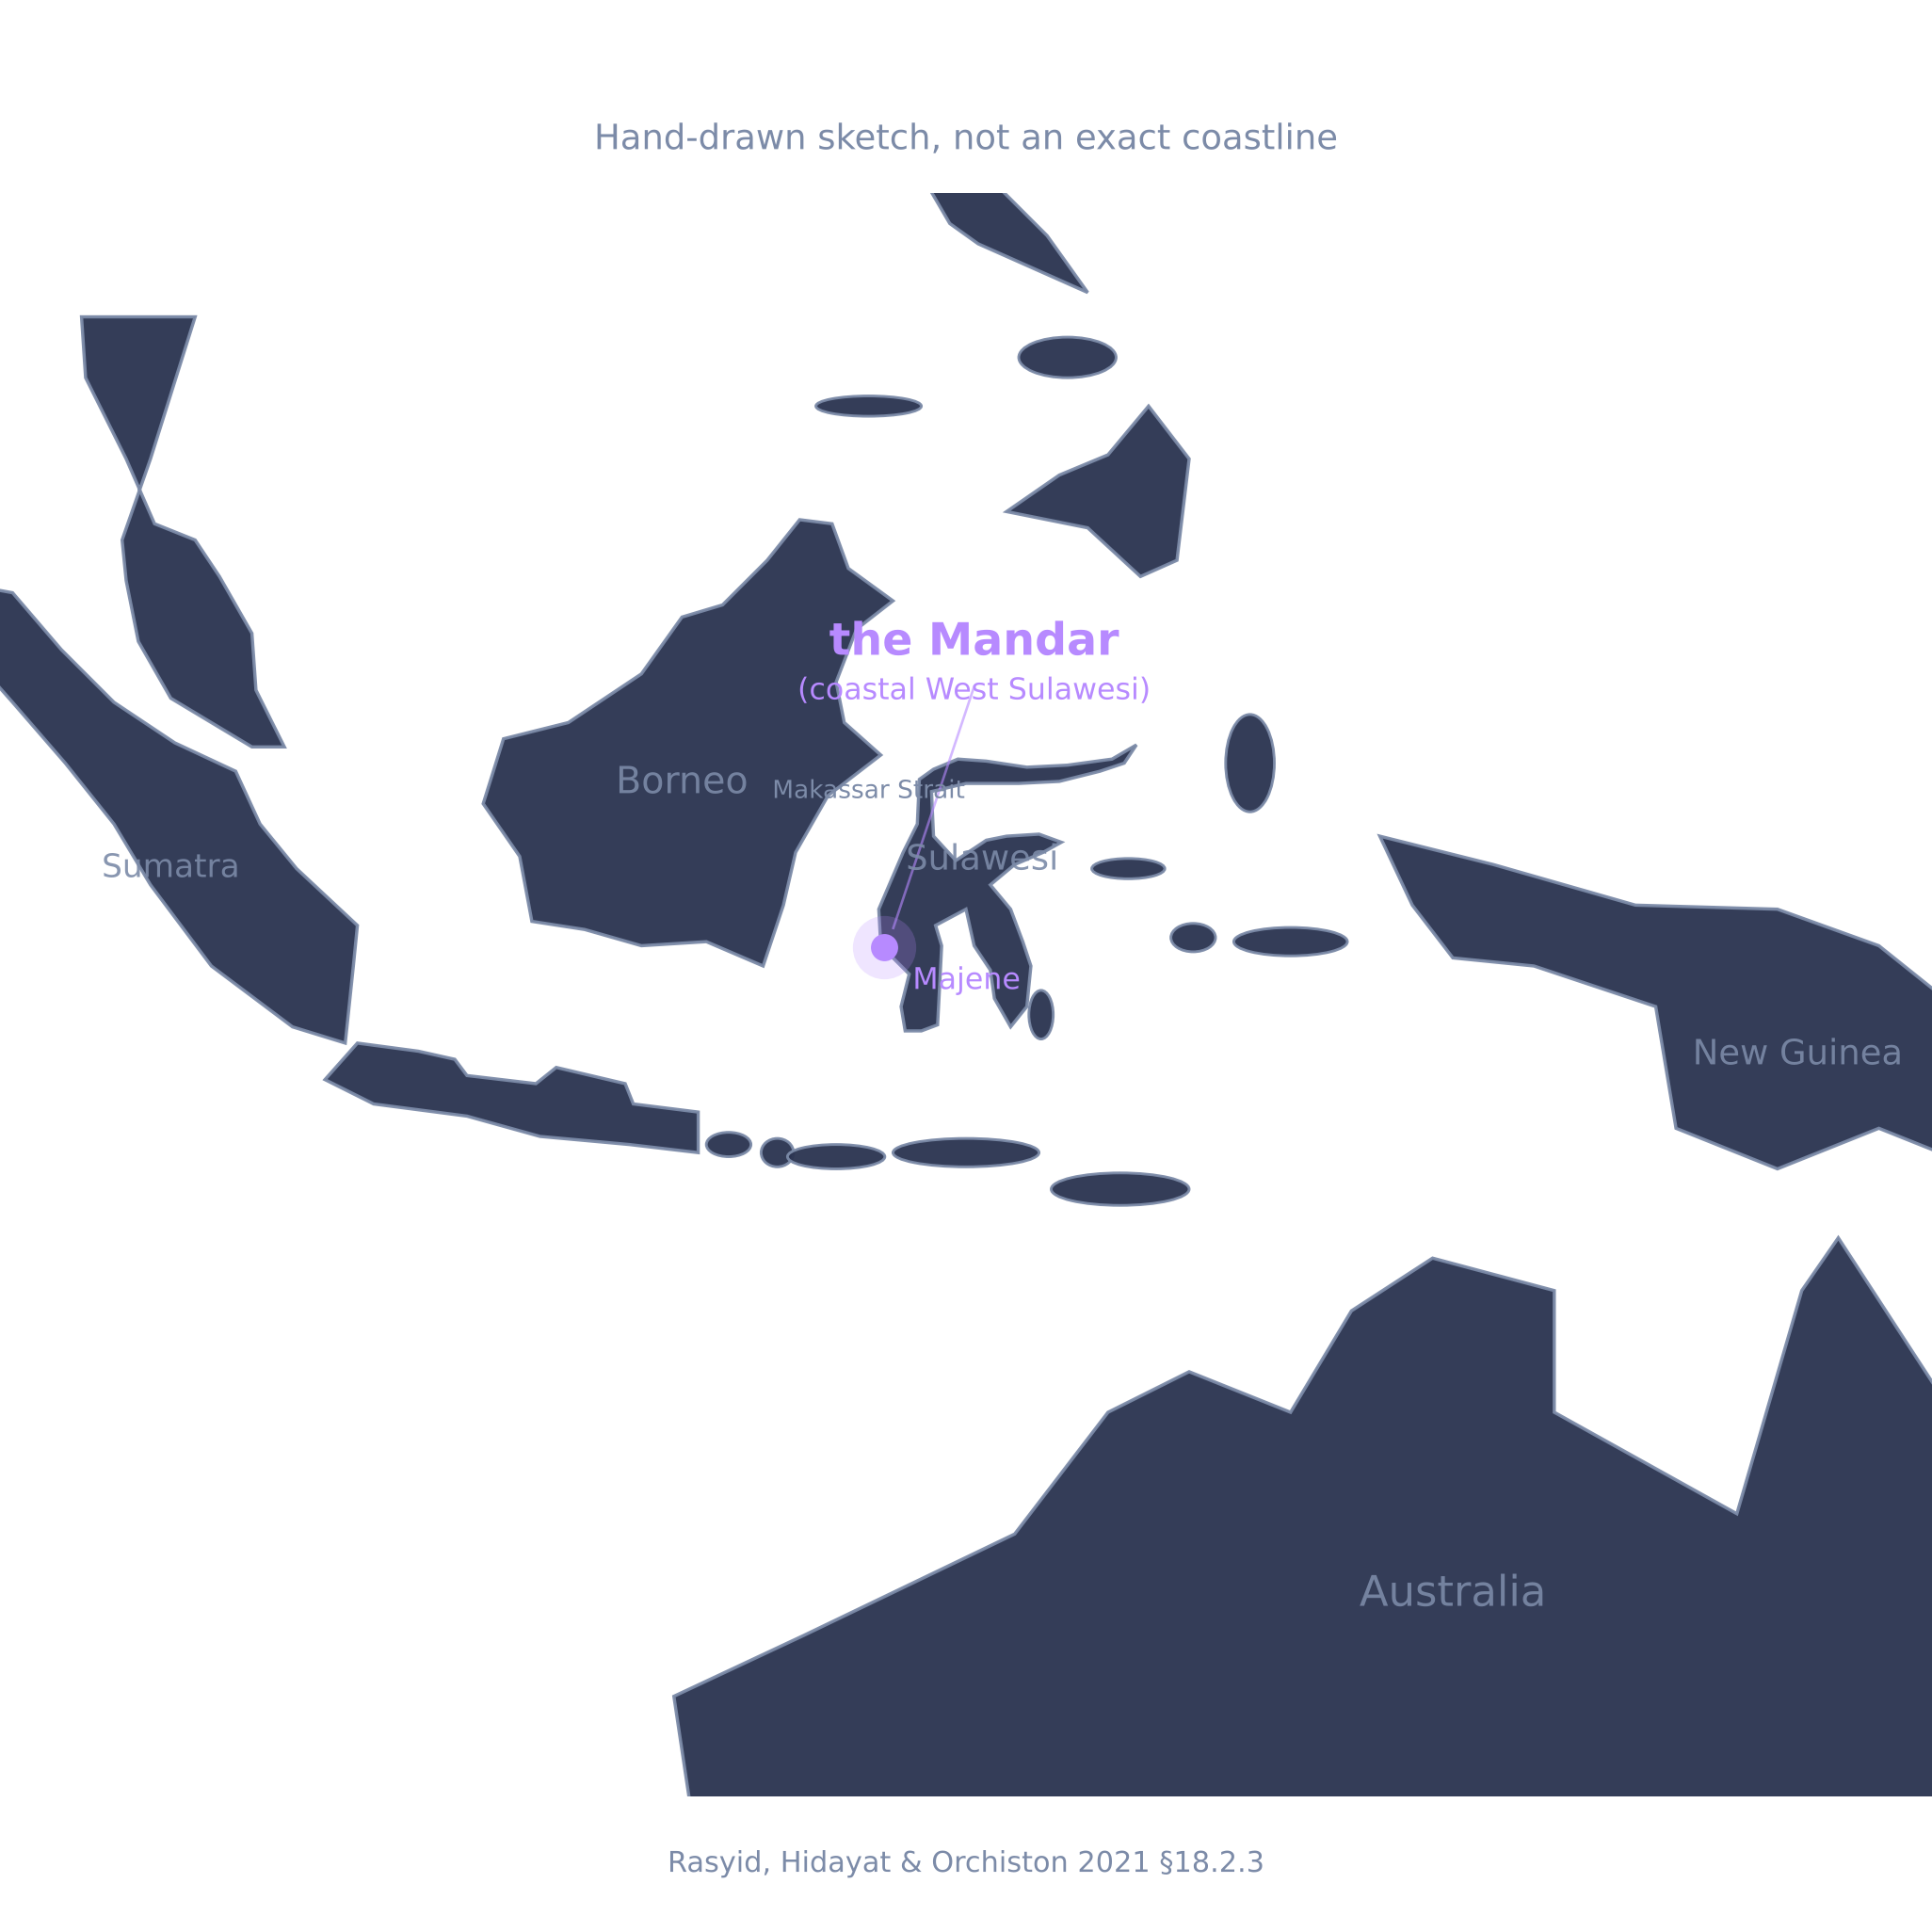 Hand-drawn sketch, not an exact coastline
the Mandar
(coastal West Sulawesi)
Borneo
Makassar Strait
Sulawesi
Sumatra
Majene
New Guinea
Australia
Rasyid, Hidayat & Orchiston 2021 §18.2.3